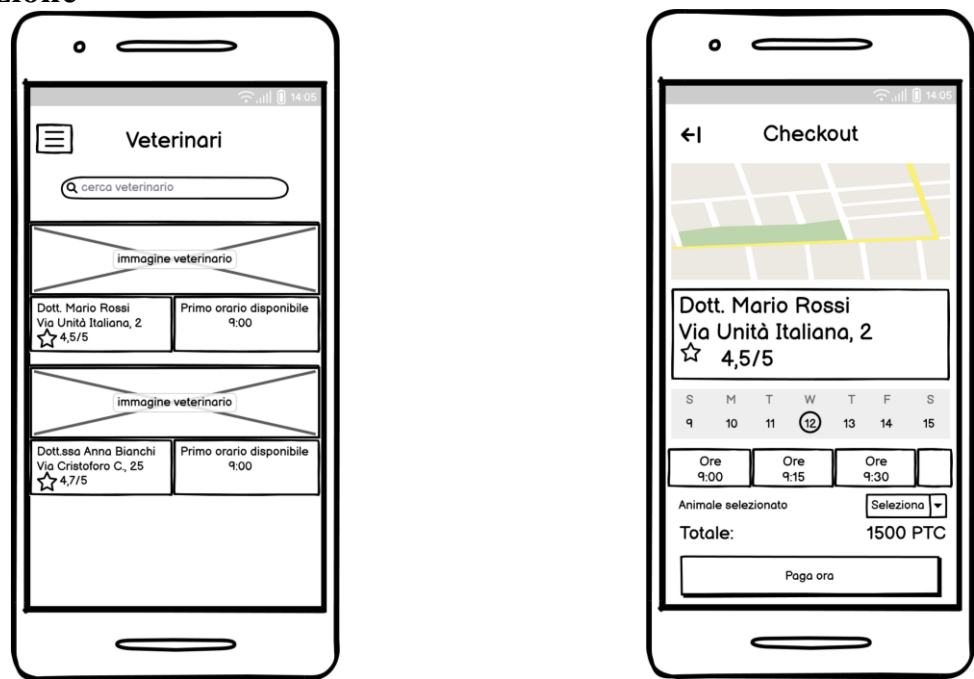 14:05
Veterinari
cerca veterinario
immagine veterinario
Dott. Mario Rossi
Via Unità Italiana, 2
4,5/5
Primo orario disponibile
9:00
immagine veterinario
Dott.ssa Anna Bianchi
Via Cristoforo C., 25
4,7/5
Primo orario disponibile
9:00
14:05
Checkout
Dott. Mario Rossi
Via Unità Italiana, 2
4,5/5
S M T W T F S
9 10 11 12 13 14 15
Ore
9:00
Ore
9:15
Ore
9:30
Animale selezionato
Seleziona
Totale: 1500 PTC
Paga ora